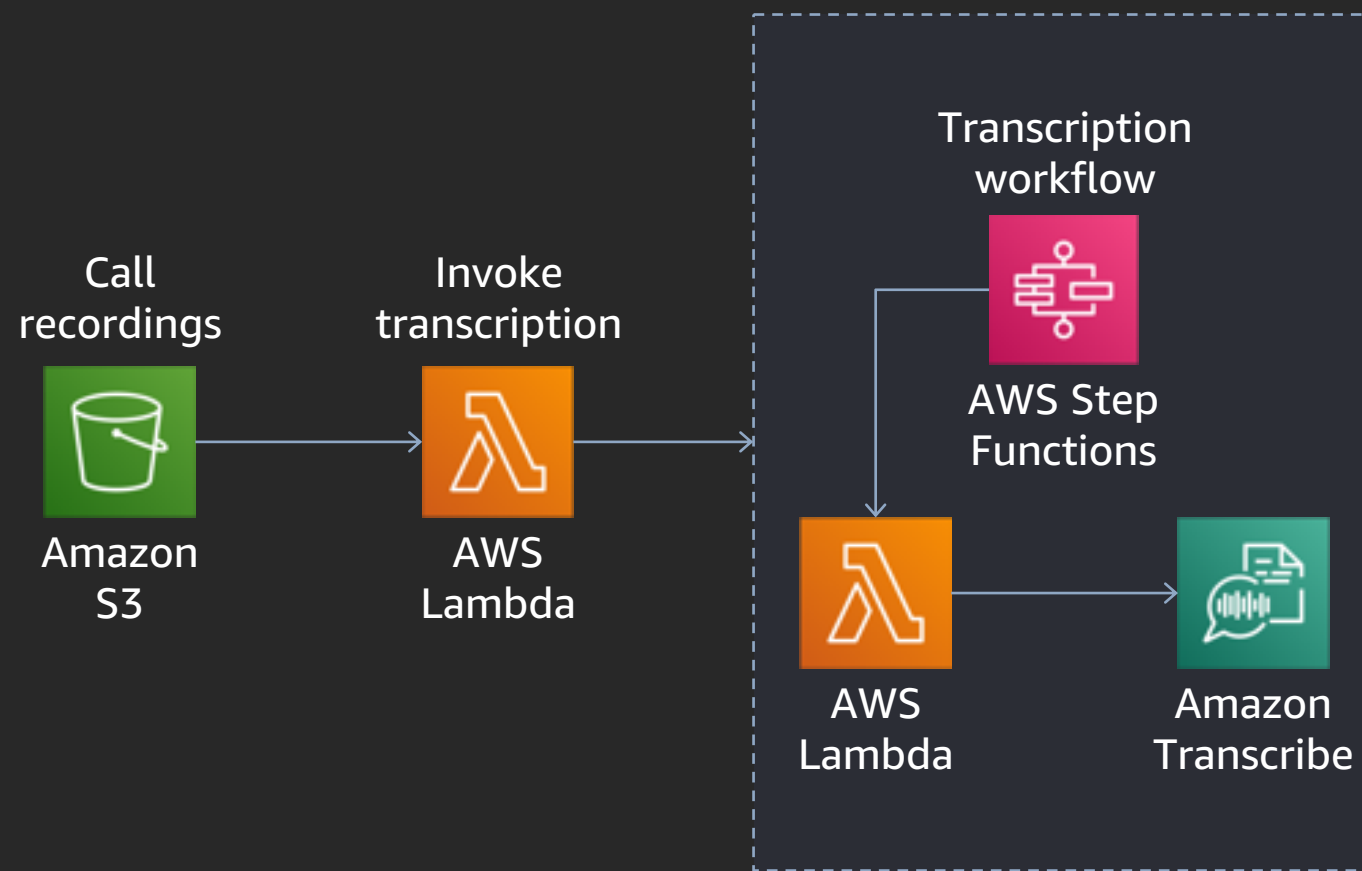 Call
recordings
Amazon
S3
Invoke
transcription
AWS
Lambda
Transcription
workflow
AWS Step
Functions
AWS
Lambda
Amazon
Transcribe